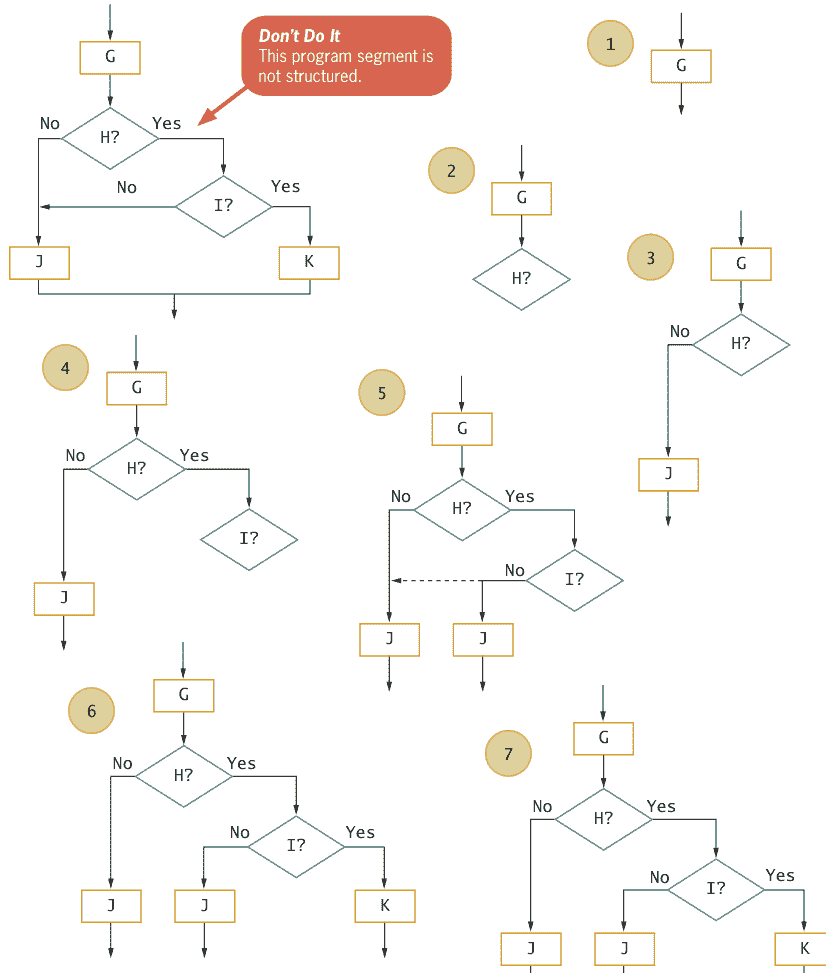 G
Don't Do It
This program segment is
not structured.
No Yes
H?
No Yes
I?
J K
1
G
2
G
H?
3
G
No
H?
J
4
G
No Yes
H?
I?
J
5
G
No Yes
H?
No
I?
J J
6
G
No Yes
H?
No Yes
I?
J J K
7
G
No Yes
H?
No Yes
I?
J J K